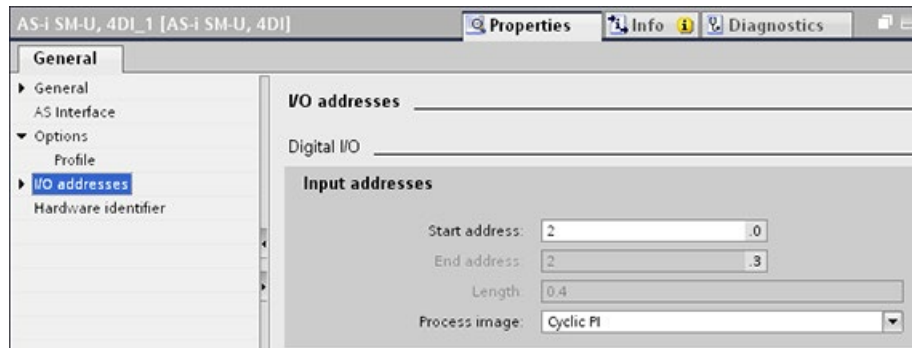 AS-i SM-U, 4DI_1 [AS-i SM-U, 4DI]
Properties
Info
Diagnostics
General
General
AS Interface
Options
Profile
I/O addresses
Hardware identifier
I/O addresses
Digital I/O
Input addresses
Start address: 2 .0
End address: 2 .3
Length: 0.4
Process image: Cyclic PI